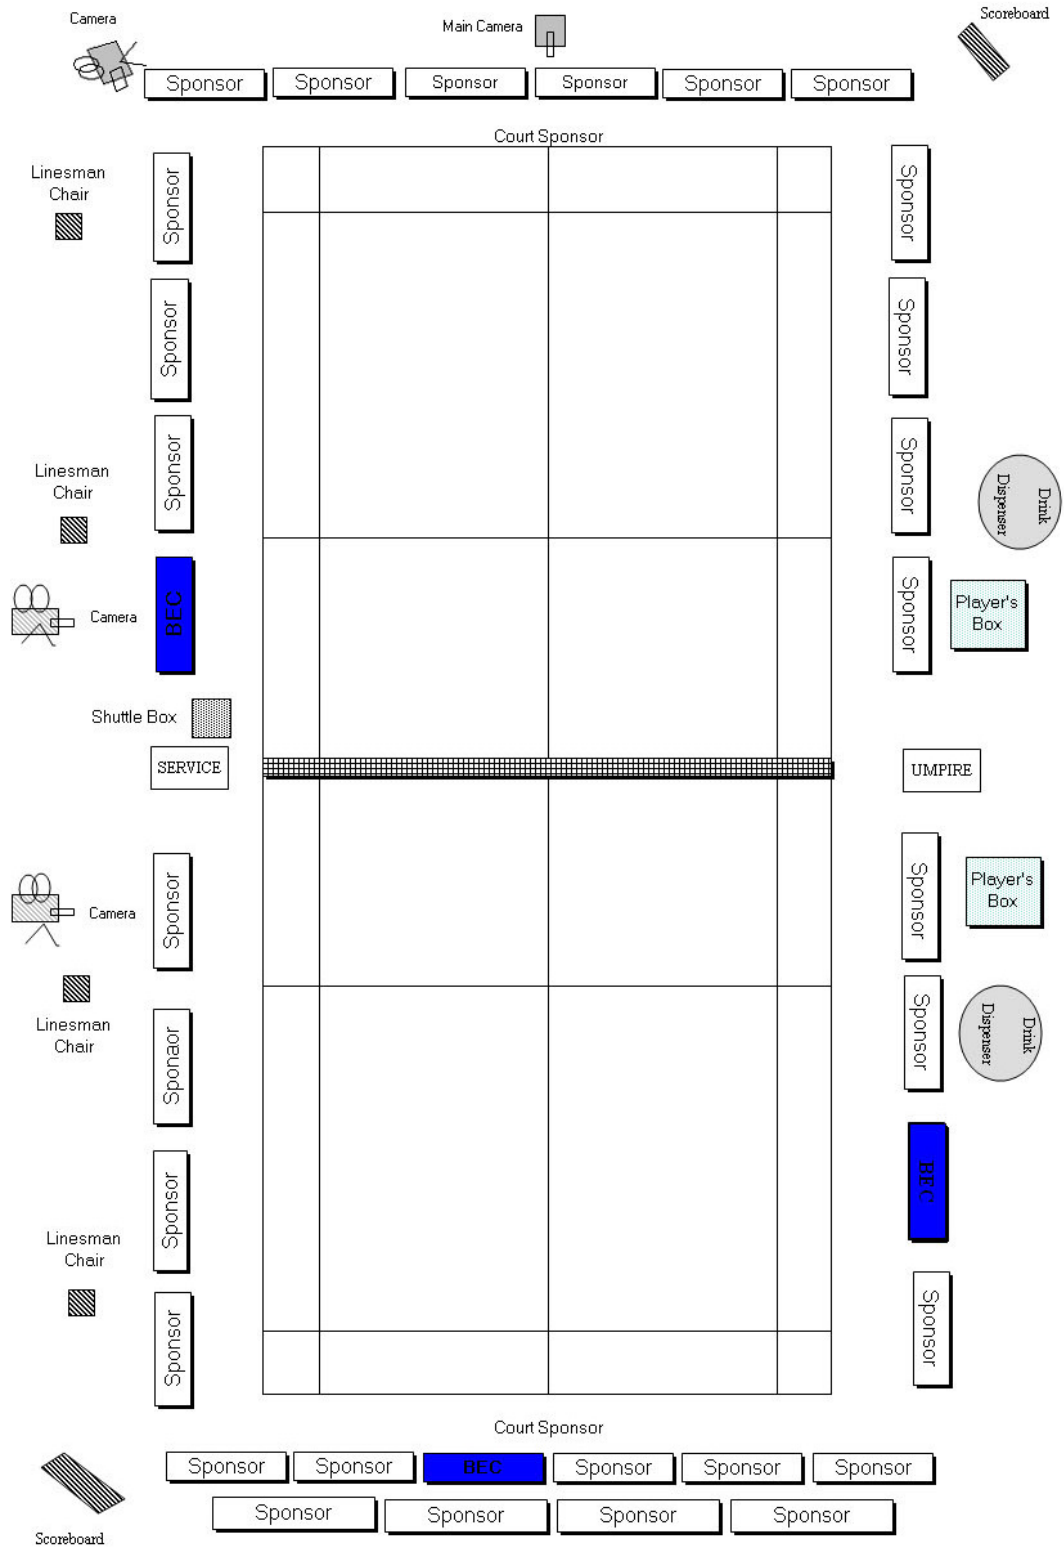 Camera
Main Camera
Scoreboard
Sponsor Sponsor Sponsor Sponsor Sponsor Sponsor
Court Sponsor
Linesman
Chair
Sponsor
Sponsor
Sponsor
Sponsor
Linesman
Chair
Sponsor
Sponsor
Drink
Dispenser
Camera
BEC
Sponsor
Player's
Box
Shuttle Box
SERVICE
UMPIRE
Camera
Sponsor
Sponsor
Player's
Box
Linesman
Chair
Sponaor
Sponsor
Drink
Dispenser
Sponsor
BEC
Linesman
Chair
Sponsor
Sponsor
Court Sponsor
Sponsor Sponsor BEC Sponsor Sponsor Sponsor
Sponsor Sponsor Sponsor Sponsor
Scoreboard